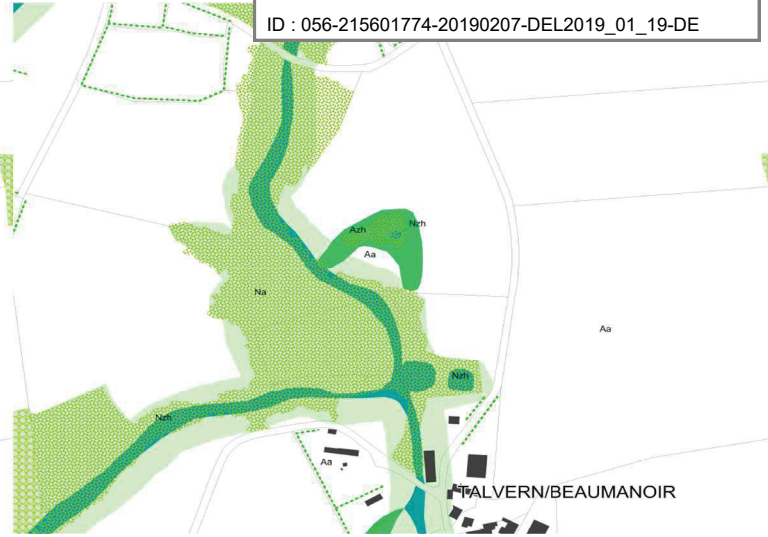 ID : 056-215601774-20190207-DEL2019_01_19-DE
Azh
Nzh
Aa
Na
Aa
Nzh
Nzh
Aa
TALVERN/BEAUMANOIR